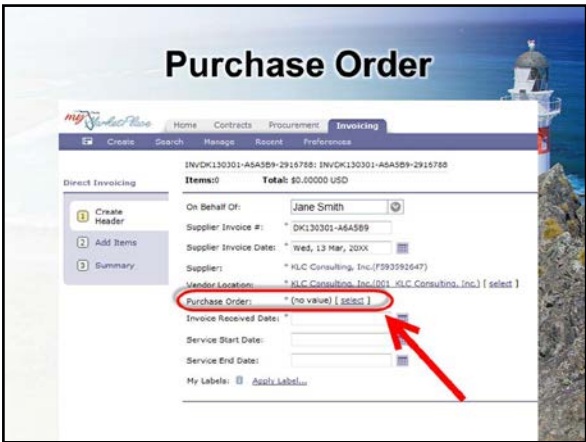 Purchase Order
my MarketPlace
Home Contracts Procurement Invoicing
Create Search Manage Recent Preferences
INVDK130301-A6A5B9-2916788: INVDK130301-A6A5B9-2916788
Items:0 Total: $0.00000 USD
Direct Invoicing
1 Create Header
2 Add Items
3 Summary
On Behalf Of: Jane Smith
Supplier Invoice #: * DK130301-A6A5B9
Supplier Invoice Date: * Wed, 13 Mar, 20XX
Supplier: * KLC Consulting, Inc.(F593592647)
Vendor Location: * KLC Consulting, Inc.(001 KLC Consulting, Inc.) [ select ]
Purchase Order: * (no value) [ select ]
Invoice Received Date: *
Service Start Date:
Service End Date:
My Labels: Apply Label...